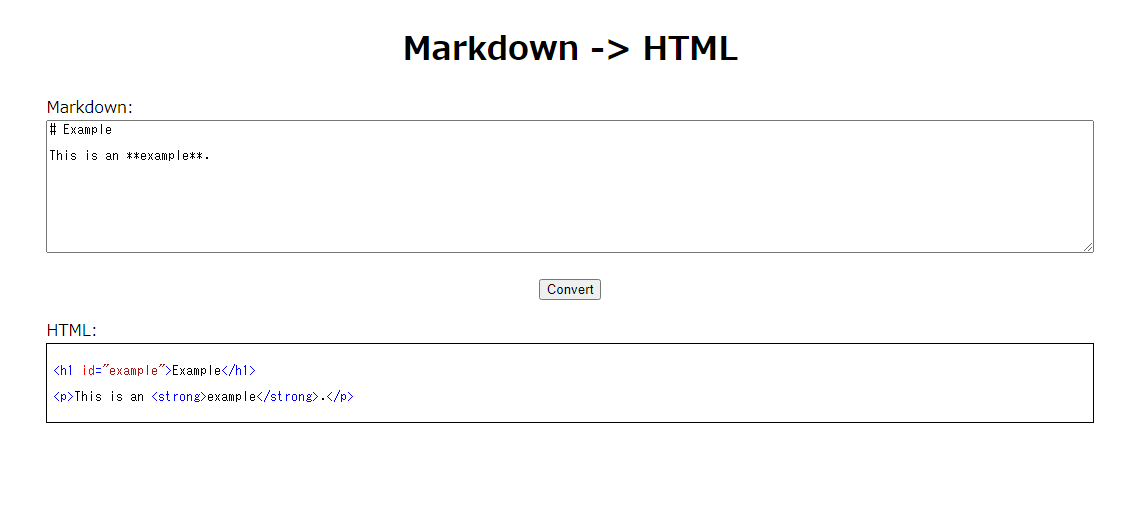 Markdown -> HTML
Markdown:
# Example
This is an **example**.
Convert
HTML:
<h1 id="example">Example</h1>
<p>This is an <strong>example</strong>.</p>